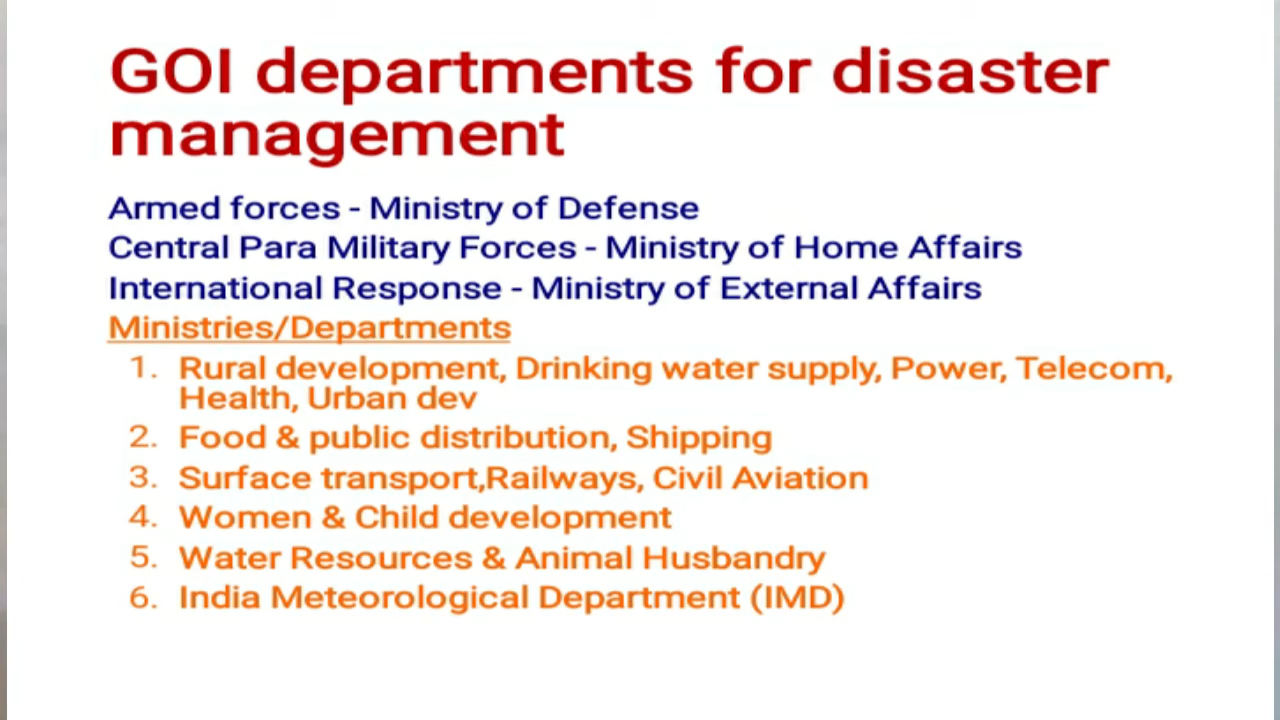 GOI departments for disaster
management
Armed forces - Ministry of Defense
Central Para Military Forces - Ministry of Home Affairs
International Response - Ministry of External Affairs
Ministries/Departments
1. Rural development, Drinking water supply, Power, Telecom,
Health, Urban dev
2. Food & public distribution, Shipping
3. Surface transport,Railways, Civil Aviation
4. Women & Child development
5. Water Resources & Animal Husbandry
6. India Meteorological Department (IMD)